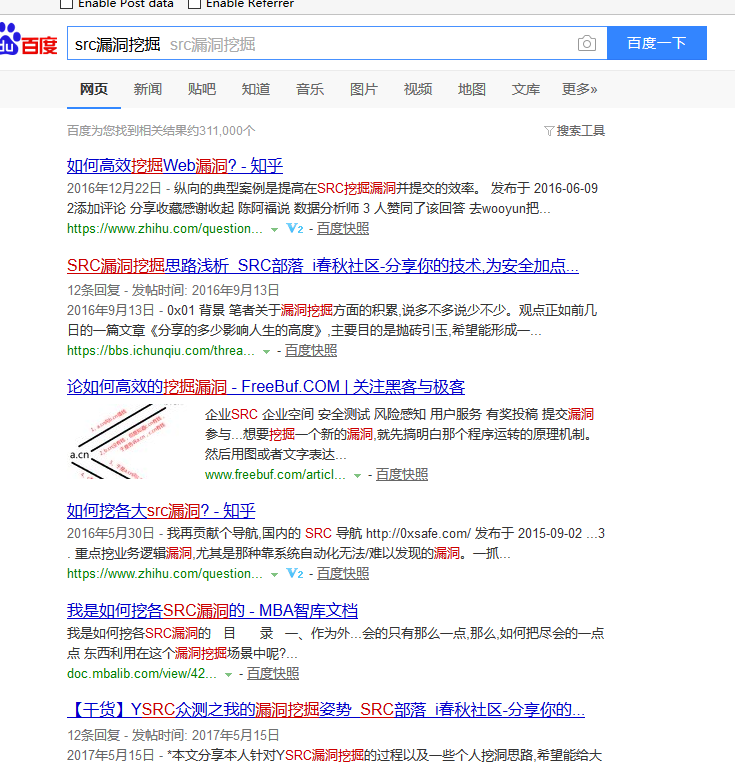 Enable Post data Enable Referrer
du 百度 src漏洞挖掘 src漏洞挖掘 百度一下
网页 新闻 贴吧 知道 音乐 图片 视频 地图 文库 更多»
百度为您找到相关结果约311,000个 搜索工具
如何高效挖掘Web漏洞? - 知乎
2016年12月22日 - 纵向的典型案例是提高在SRC挖掘漏洞并提交的效率。 发布于 2016-06-09
2添加评论 分享收藏感谢收起 陈阿福说 数据分析师 3 人赞同了该回答 去wooyun把...
https://www.zhihu.com/question... V2 - 百度快照
SRC漏洞挖掘思路浅析_SRC部落_i春秋社区-分享你的技术,为安全加点...
12条回复 - 发帖时间: 2016年9月13日
2016年9月13日 - 0x01 背景 笔者关于漏洞挖掘方面的积累,说多不多说少不少。观点正如前几
日的一篇文章《分享的多少影响人生的高度》,主要目的是抛砖引玉,希望能形成一...
https://bbs.ichunqiu.com/threa... - 百度快照
论如何高效的挖掘漏洞 - FreeBuf.COM | 关注黑客与极客
企业SRC 企业空间 安全测试 风险感知 用户服务 有奖投稿 提交漏洞
参与...想要挖掘一个新的漏洞,就先搞明白那个程序运转的原理机制。
a.cn
然后用图或者文字表达...
www.freebuf.com/articl... - 百度快照
如何挖各大src漏洞? - 知乎
2016年5月30日 - 我再贡献个导航,国内的 SRC 导航 http://0xsafe.com/ 发布于 2015-09-02 ...3
. 重点挖业务逻辑漏洞,尤其是那种靠系统自动化无法/难以发现的漏洞。一抓...
https://www.zhihu.com/question... V2 - 百度快照
我是如何挖各SRC漏洞的 - MBA智库文档
我是如何挖各SRC漏洞的 目 录 一、作为外...会的只有那么一点,那么,如何把尽会的一点
点 东西利用在这个漏洞挖掘场景中呢?...
doc.mbalib.com/view/42... - 百度快照
【干货】YSRC众测之我的漏洞挖掘姿势_SRC部落_i春秋社区-分享你的...
12条回复 - 发帖时间: 2017年5月15日
2017年5月15日 - *本文分享本人针对YSRC漏洞挖掘的过程以及一些个人挖洞思路,希望能给大